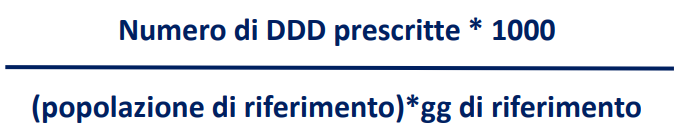 Numero di DDD prescritte * 1000
(popolazione di riferimento)*gg di riferimento